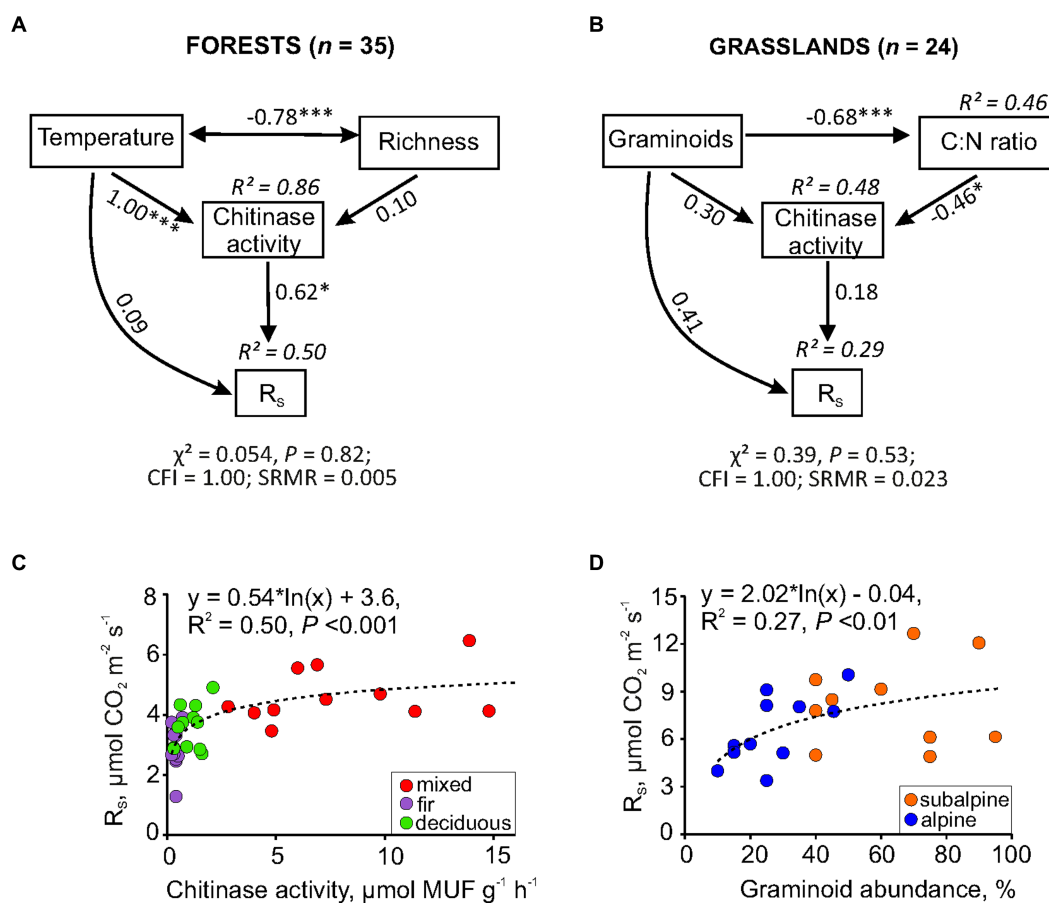 A
FORESTS (n = 35)
-0.78***
Temperature
Richness
R² = 0.86
1.00***
0.10
Chitinase
activity
0.62*
0.09
R² = 0.50
Rs
χ² = 0.054, P = 0.82;
CFI = 1.00; SRMR = 0.005
B
GRASSLANDS (n = 24)
R² = 0.46
-0.68***
Graminoids
C:N ratio
R² = 0.48
0.30
-0.46*
Chitinase
activity
0.18
0.41
R² = 0.29
Rs
χ² = 0.39, P = 0.53;
CFI = 1.00; SRMR = 0.023
C
y = 0.54*ln(x) + 3.6,
R² = 0.50, P <0.001
8
6
4
2
0
Rs, μmol CO₂ m⁻² s⁻¹
mixed
fir
deciduous
0 5 10 15
Chitinase activity, μmol MUF g⁻¹ h⁻¹
D
y = 2.02*ln(x) - 0.04,
R² = 0.27, P <0.01
15
12
9
6
3
0
Rs, μmol CO₂ m⁻² s⁻¹
subalpine
alpine
0 20 40 60 80 100
Graminoid abundance, %